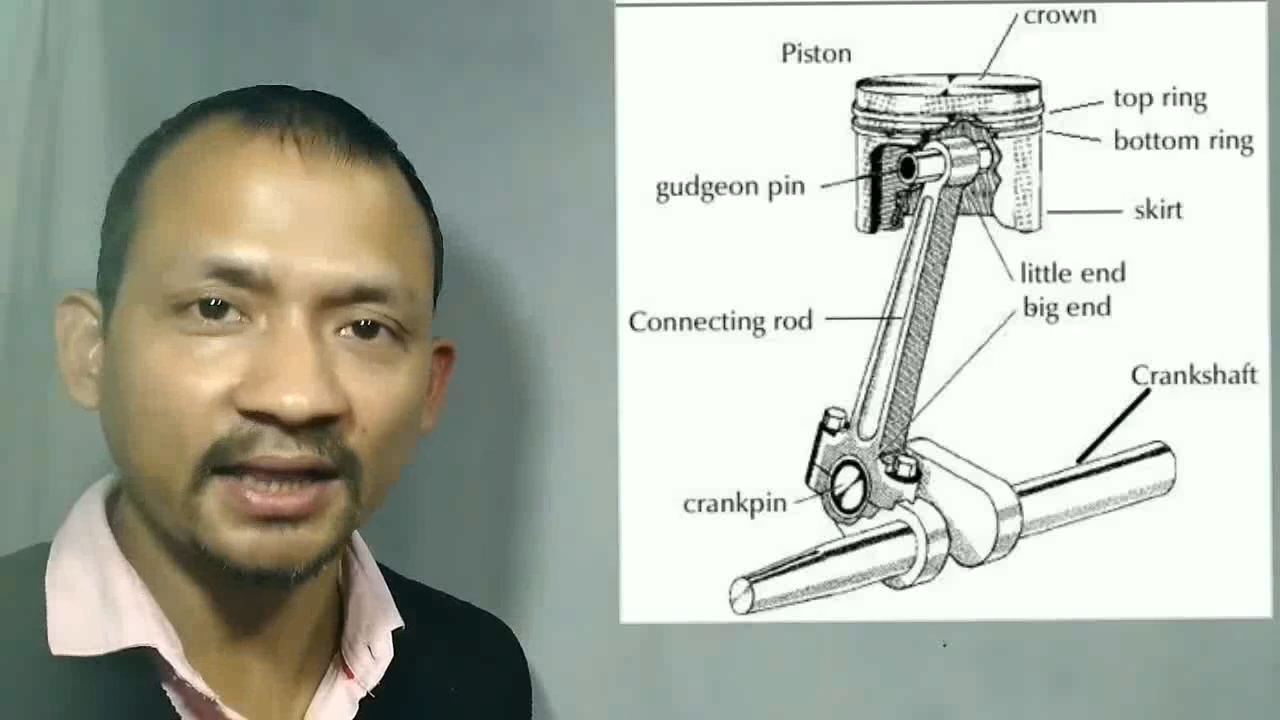 crown
Piston
top ring
bottom ring
gudgeon pin
skirt
little end
big end
Connecting rod
Crankshaft
crankpin